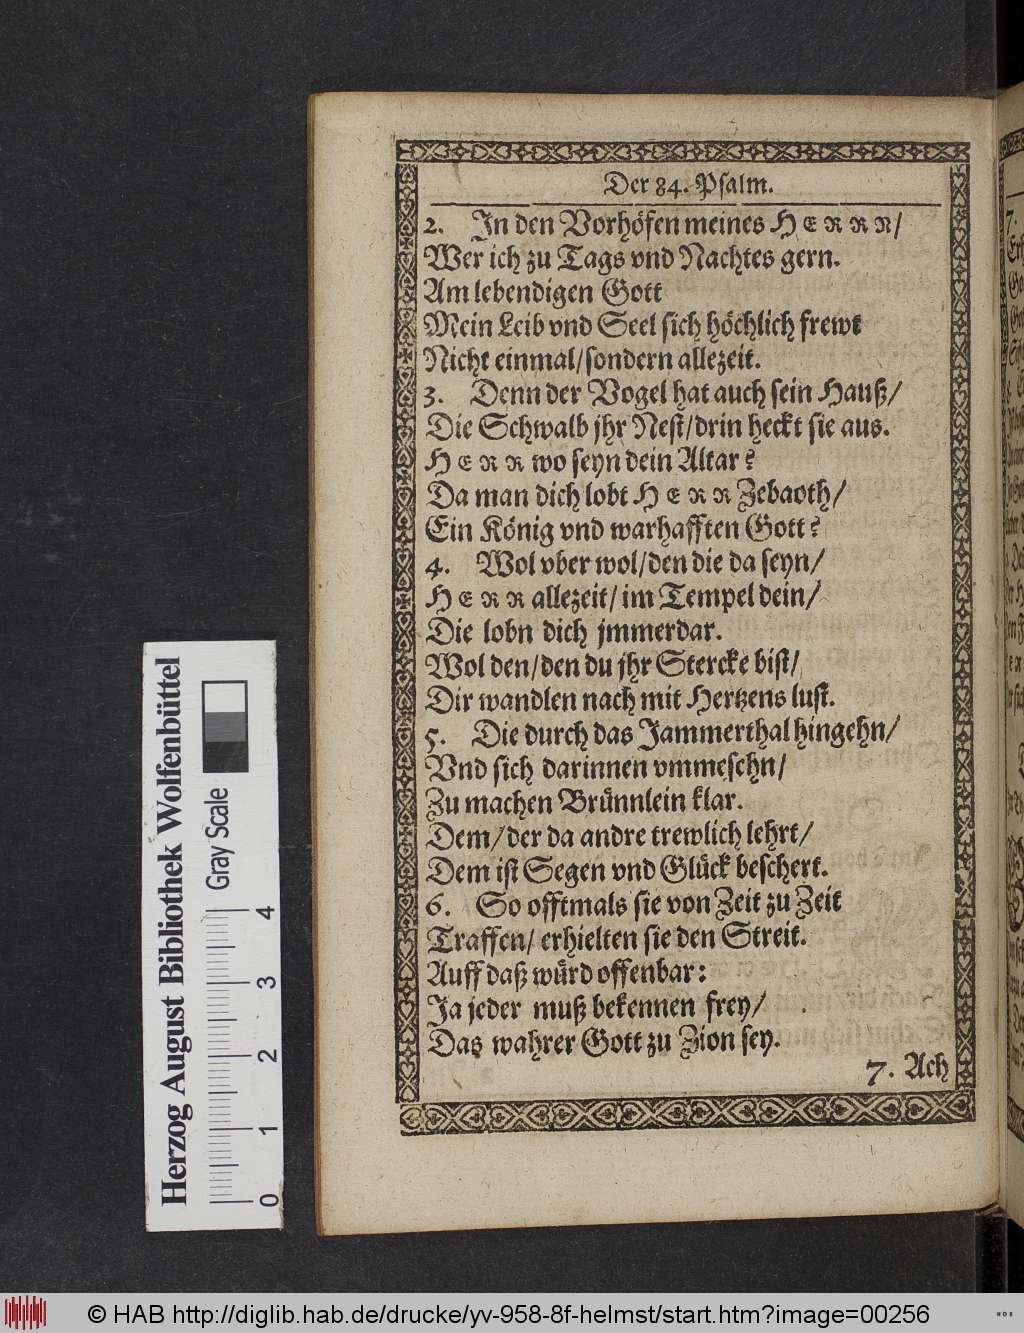 Der 84. Psalm.
2. In den Vorhöfen meines HERRN/
Wer ich zu Tags vnd Nachtes gern.
Am lebendigen Gott
Mein Leib vnd Seel sich höchlich frewt
Nicht einmal/sondern allezeit.
3. Denn der Vogel hat auch sein Hauß/
Die Schwalb jhr Nest/drin heckt sie aus.
HERR wo seyn dein Altar?
Da man dich lobt HERR Zebaoth/
Ein König vnd warhafften Gott?
4. Wol vber wol/den die da seyn/
HERR allezeit/im Tempel dein/
Die lobn dich jmmerdar.
Wol den/den du jhr Stercke bist/
Dir wandlen nach mit Hertzens lust.
5. Die durch das Jammerthal hingehn/
Vnd sich darinnen vmmesehn/
Zu machen Brünnlein klar.
Dem/der da andre trewlich lehrt/
Dem ist Segen vnd Glück beschert.
6. So offtmals sie von Zeit zu Zeit
Traffen/erhielten sie den Streit.
Auff daß würd offenbar:
Ja jeder muß bekennen frey/
Das wahrer Gott zu Zion sey.
7. Ach
Herzog August Bibliothek Wolfenbüttel
Gray Scale
0 1 2 3 4
© HAB http://diglib.hab.de/drucke/yv-958-8f-helmst/start.htm?image=00256